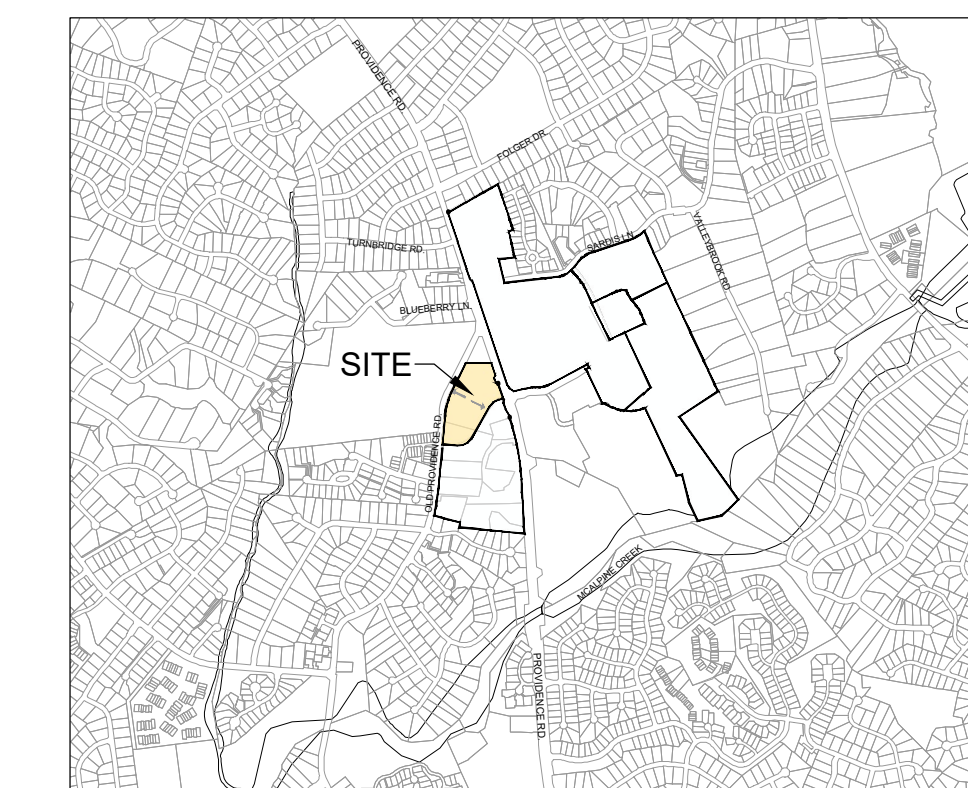 PROVIDENCE RD
FOLGER DR
TURNBRIDGE RD.
SARDIS LN.
VALLEYBROOK RD
BLUEBERRY LN.
SITE
OLD PROVIDENCE RD
MCALPINE CREEK
PROVIDENCE RD